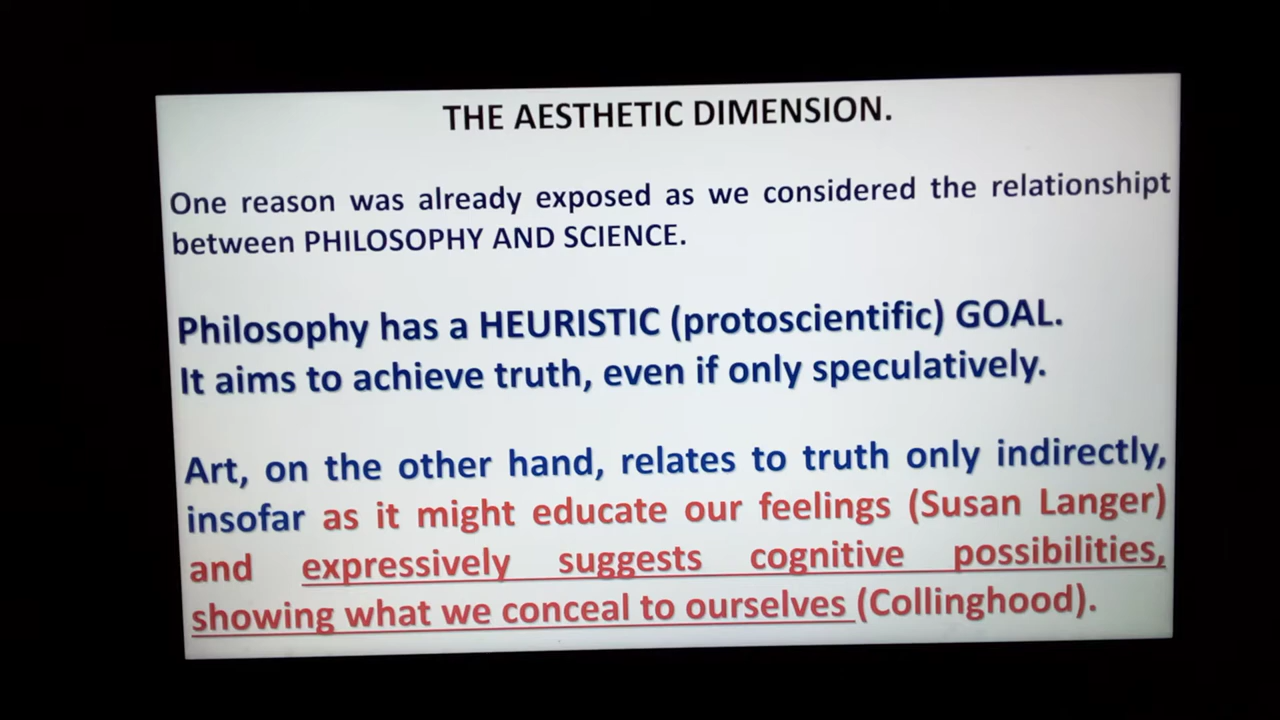 THE AESTHETIC DIMENSION.
One reason was already exposed as we considered the relationshipt
between PHILOSOPHY AND SCIENCE.
Philosophy has a HEURISTIC (protoscientific) GOAL.
It aims to achieve truth, even if only speculatively.
Art, on the other hand, relates to truth only indirectly,
insofar as it might educate our feelings (Susan Langer)
and expressively suggests cognitive possibilities,
showing what we conceal to ourselves (Collinghood).